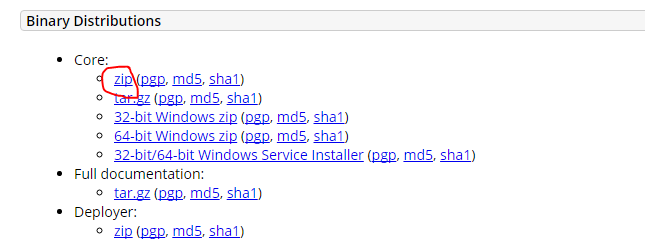 Binary Distributions
Core:
zip (pgp, md5, sha1)
tar.gz (pgp, md5, sha1)
32-bit Windows zip (pgp, md5, sha1)
64-bit Windows zip (pgp, md5, sha1)
32-bit/64-bit Windows Service Installer (pgp, md5, sha1)
Full documentation:
tar.gz (pgp, md5, sha1)
Deployer:
zip (pgp, md5, sha1)